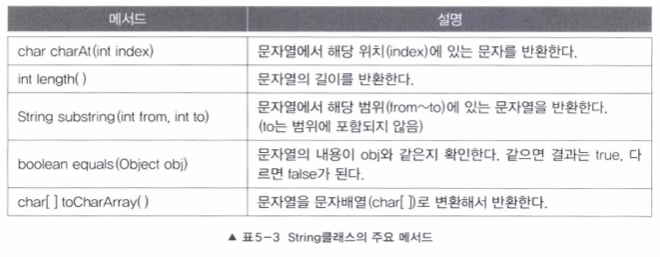 메서드 설명
char charAt(int index) 문자열에서 해당 위치(index)에 있는 문자를 반환한다.
int length( ) 문자열의 길이를 반환한다.
String substring(int from, int to) 문자열에서 해당 범위(from~to)에 있는 문자열을 반환한다.
(to는 범위에 포함되지 않음)
boolean equals(Object obj) 문자열의 내용이 obj와 같은지 확인한다. 같으면 결과는 true, 다
르면 false가 된다.
char[ ] toCharArray( ) 문자열을 문자배열(char[ ])로 변환해서 반환한다.
▲ 표5-3 String클래스의 주요 메서드